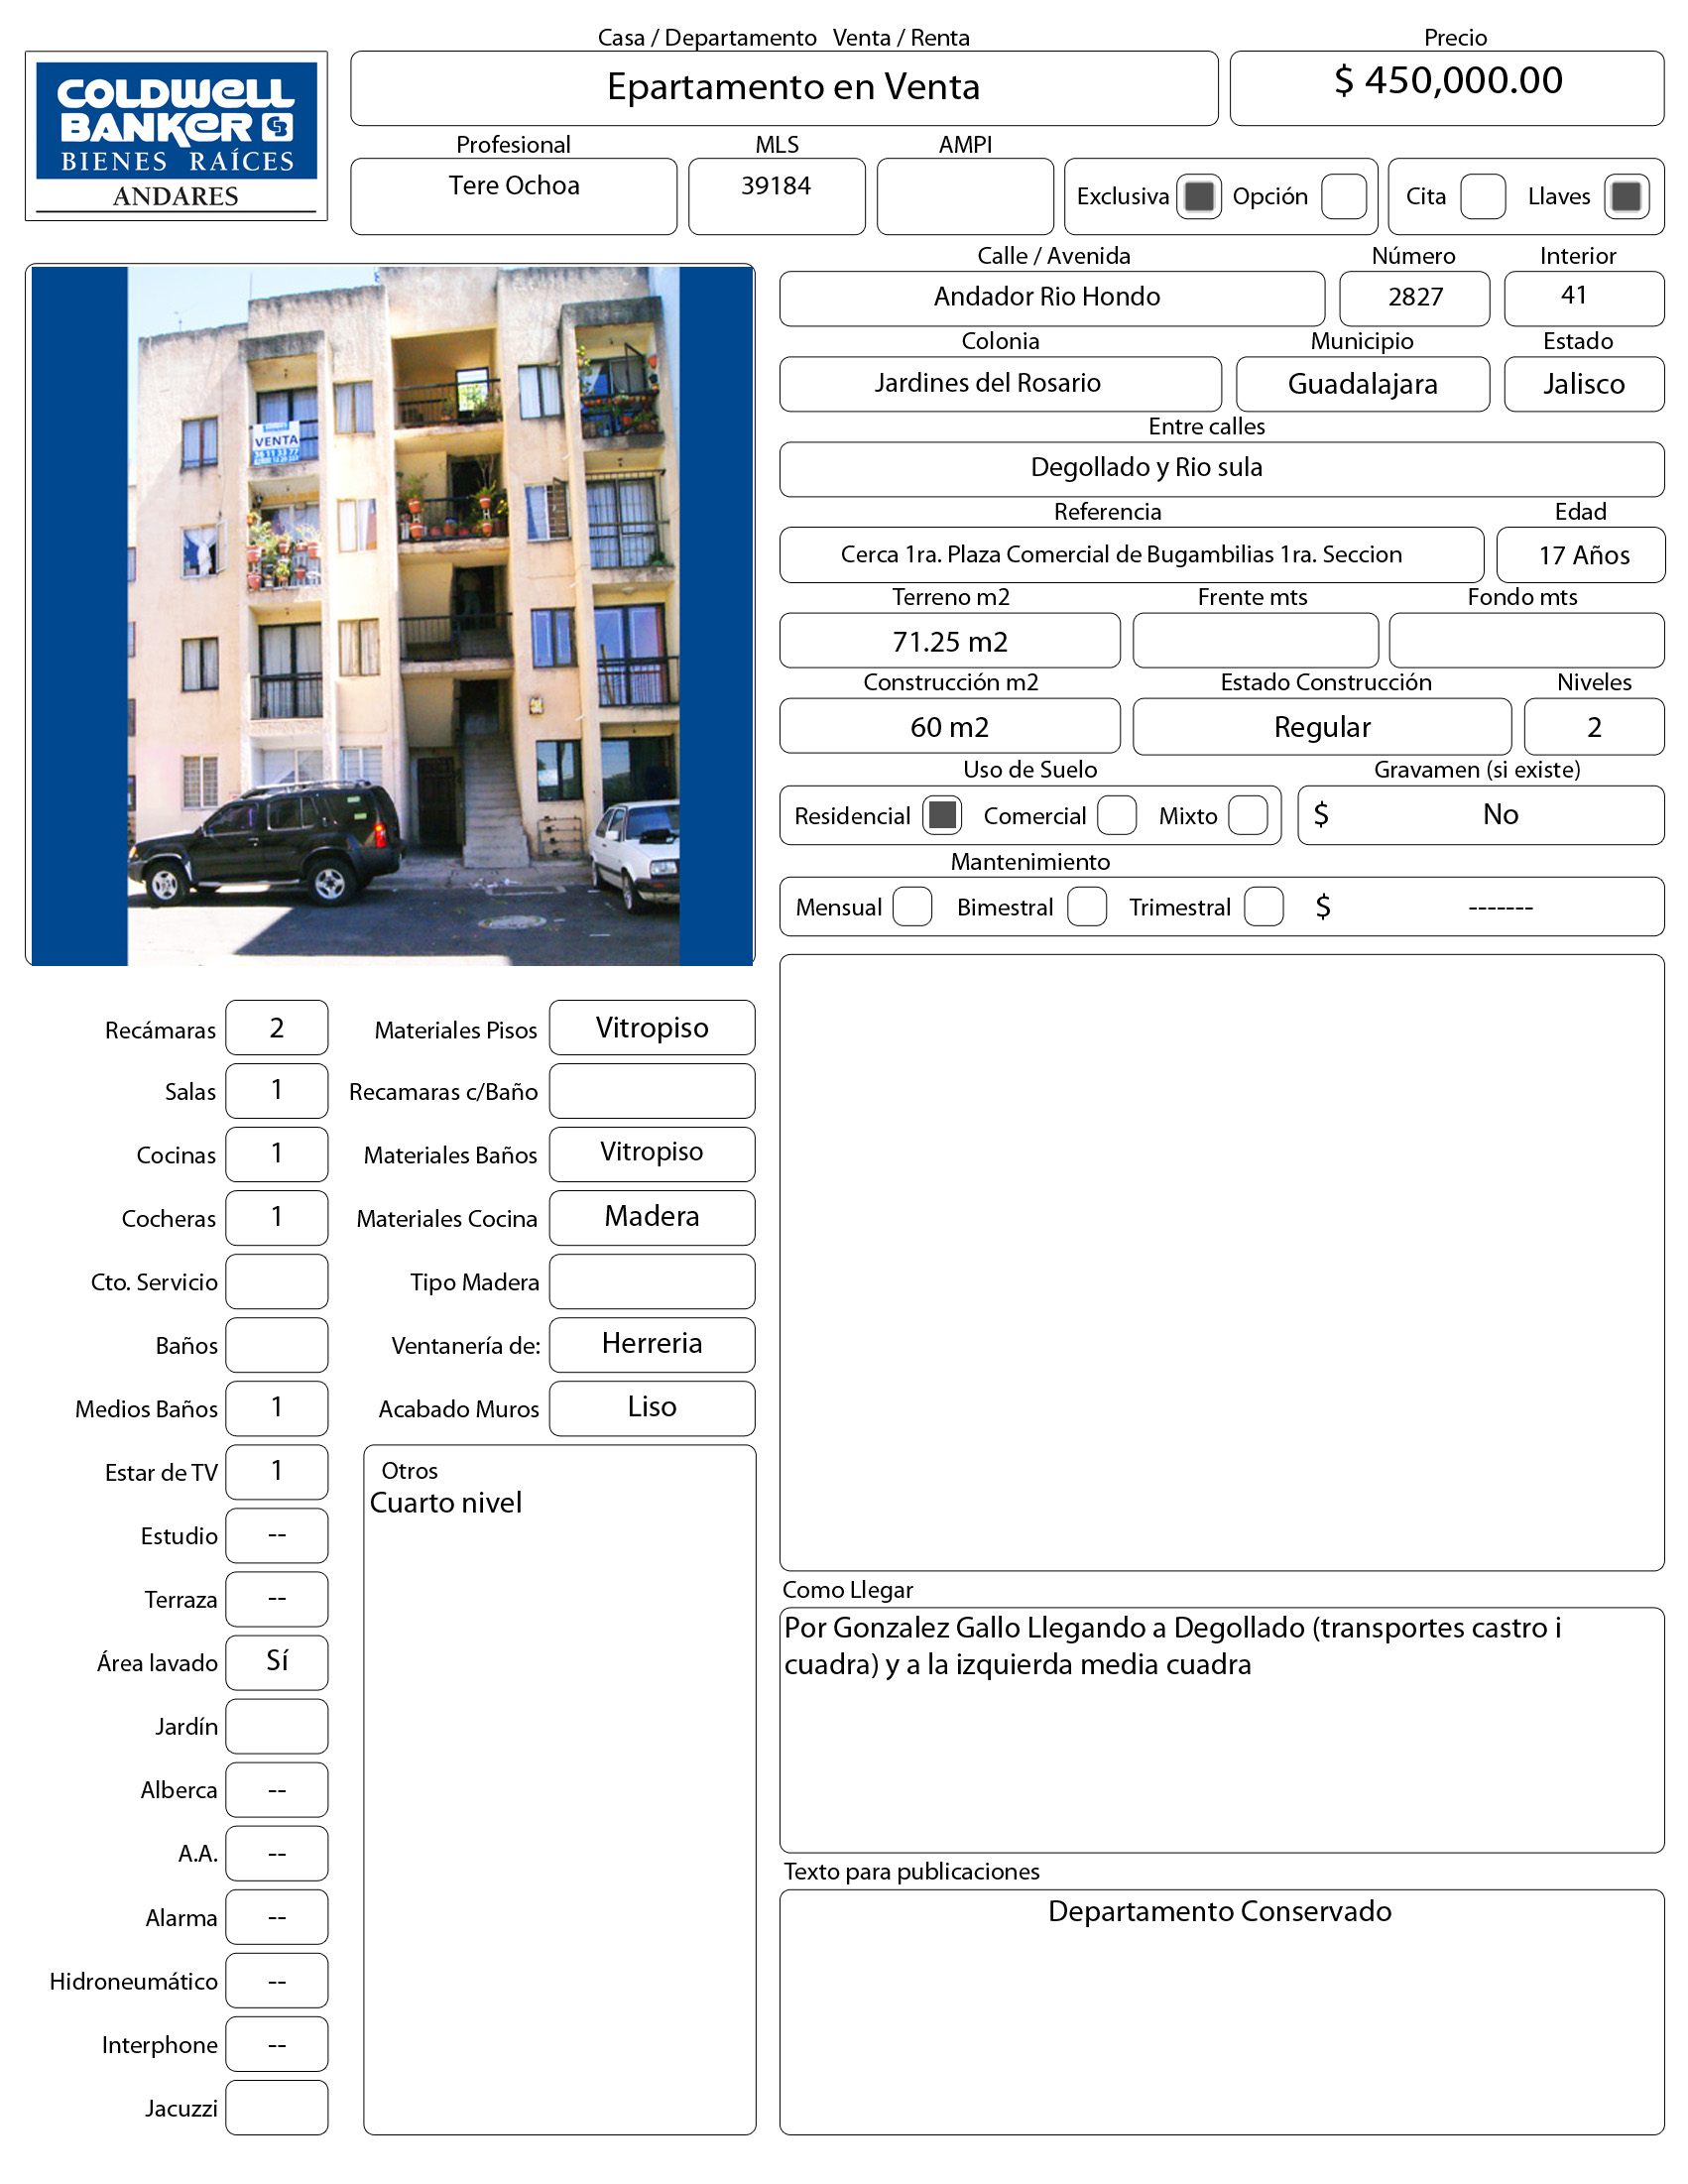 Casa / Departamento Venta / Renta
Precio
COLDWELL
BANKER CB
BIENES RAÍCES
ANDARES
Epartamento en Venta
$ 450,000.00
Profesional
MLS
AMPI
Tere Ochoa
39184
Exclusiva
Opción
Cita
Llaves
Calle / Avenida
Número
Interior
Andador Rio Hondo
2827
41
Colonia
Municipio
Estado
Jardines del Rosario
Guadalajara
Jalisco
Entre calles
Degollado y Rio sula
Referencia
Edad
Cerca 1ra. Plaza Comercial de Bugambilias 1ra. Seccion
17 Años
Terreno m2
Frente mts
Fondo mts
71.25 m2
Construcción m2
Estado Construcción
Niveles
60 m2
Regular
2
Uso de Suelo
Gravamen (si existe)
Residencial
Comercial
Mixto
$ No
Mantenimiento
Mensual
Bimestral
Trimestral
$ -------
VENTA
36 11 33 77
Recámaras 2
Salas 1
Cocinas 1
Cocheras 1
Cto. Servicio
Baños
Medios Baños 1
Estar de TV 1
Estudio --
Terraza --
Área lavado Sí
Jardín
Alberca --
A.A. --
Alarma --
Hidroneumático --
Interphone --
Jacuzzi
Materiales Pisos Vitropiso
Recamaras c/Baño
Materiales Baños Vitropiso
Materiales Cocina Madera
Tipo Madera
Ventanería de: Herreria
Acabado Muros Liso
Otros
Cuarto nivel
Como Llegar
Por Gonzalez Gallo Llegando a Degollado (transportes castro i
cuadra) y a la izquierda media cuadra
Texto para publicaciones
Departamento Conservado